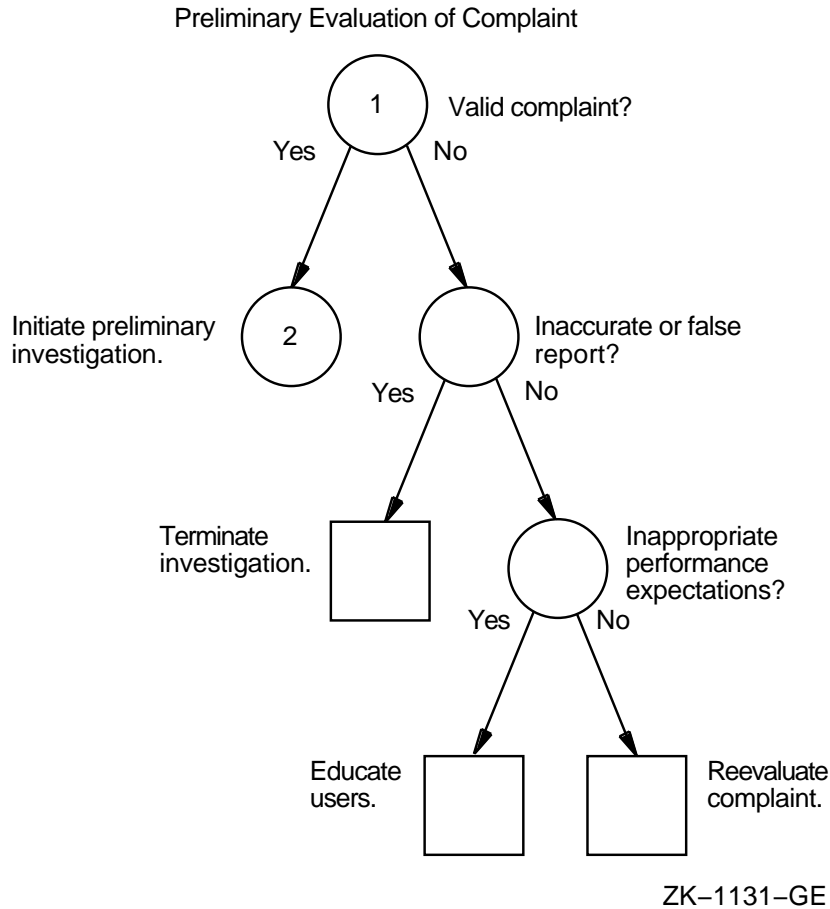 Preliminary Evaluation of Complaint
1
Valid complaint?
Yes
No
Initiate preliminary
investigation.
2
Inaccurate or false
report?
Yes
No
Terminate
investigation.
Inappropriate
performance
expectations?
Yes
No
Educate
users.
Reevaluate
complaint.
ZK−1131−GE